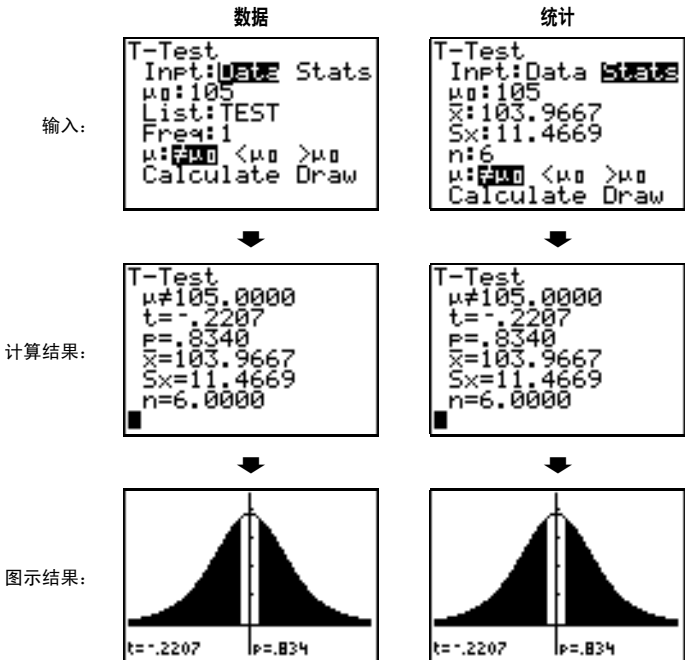 数据
统计
输入：
T-Test
Inpt:Data Stats
μ0:105
List:TEST
Freq:1
μ:≠μ0 <μ0 >μ0
Calculate Draw
T-Test
Inpt:Data Stats
μ0:105
x̄:103.9667
Sx:11.4669
n:6
μ:≠μ0 <μ0 >μ0
Calculate Draw
计算结果：
T-Test
μ≠105.0000
t=-.2207
p=.8340
x̄=103.9667
Sx=11.4669
n=6.0000
T-Test
μ≠105.0000
t=-.2207
p=.8340
x̄=103.9667
Sx=11.4669
n=6.0000
图示结果：
t=-.2207 p=.834
t=-.2207 p=.834